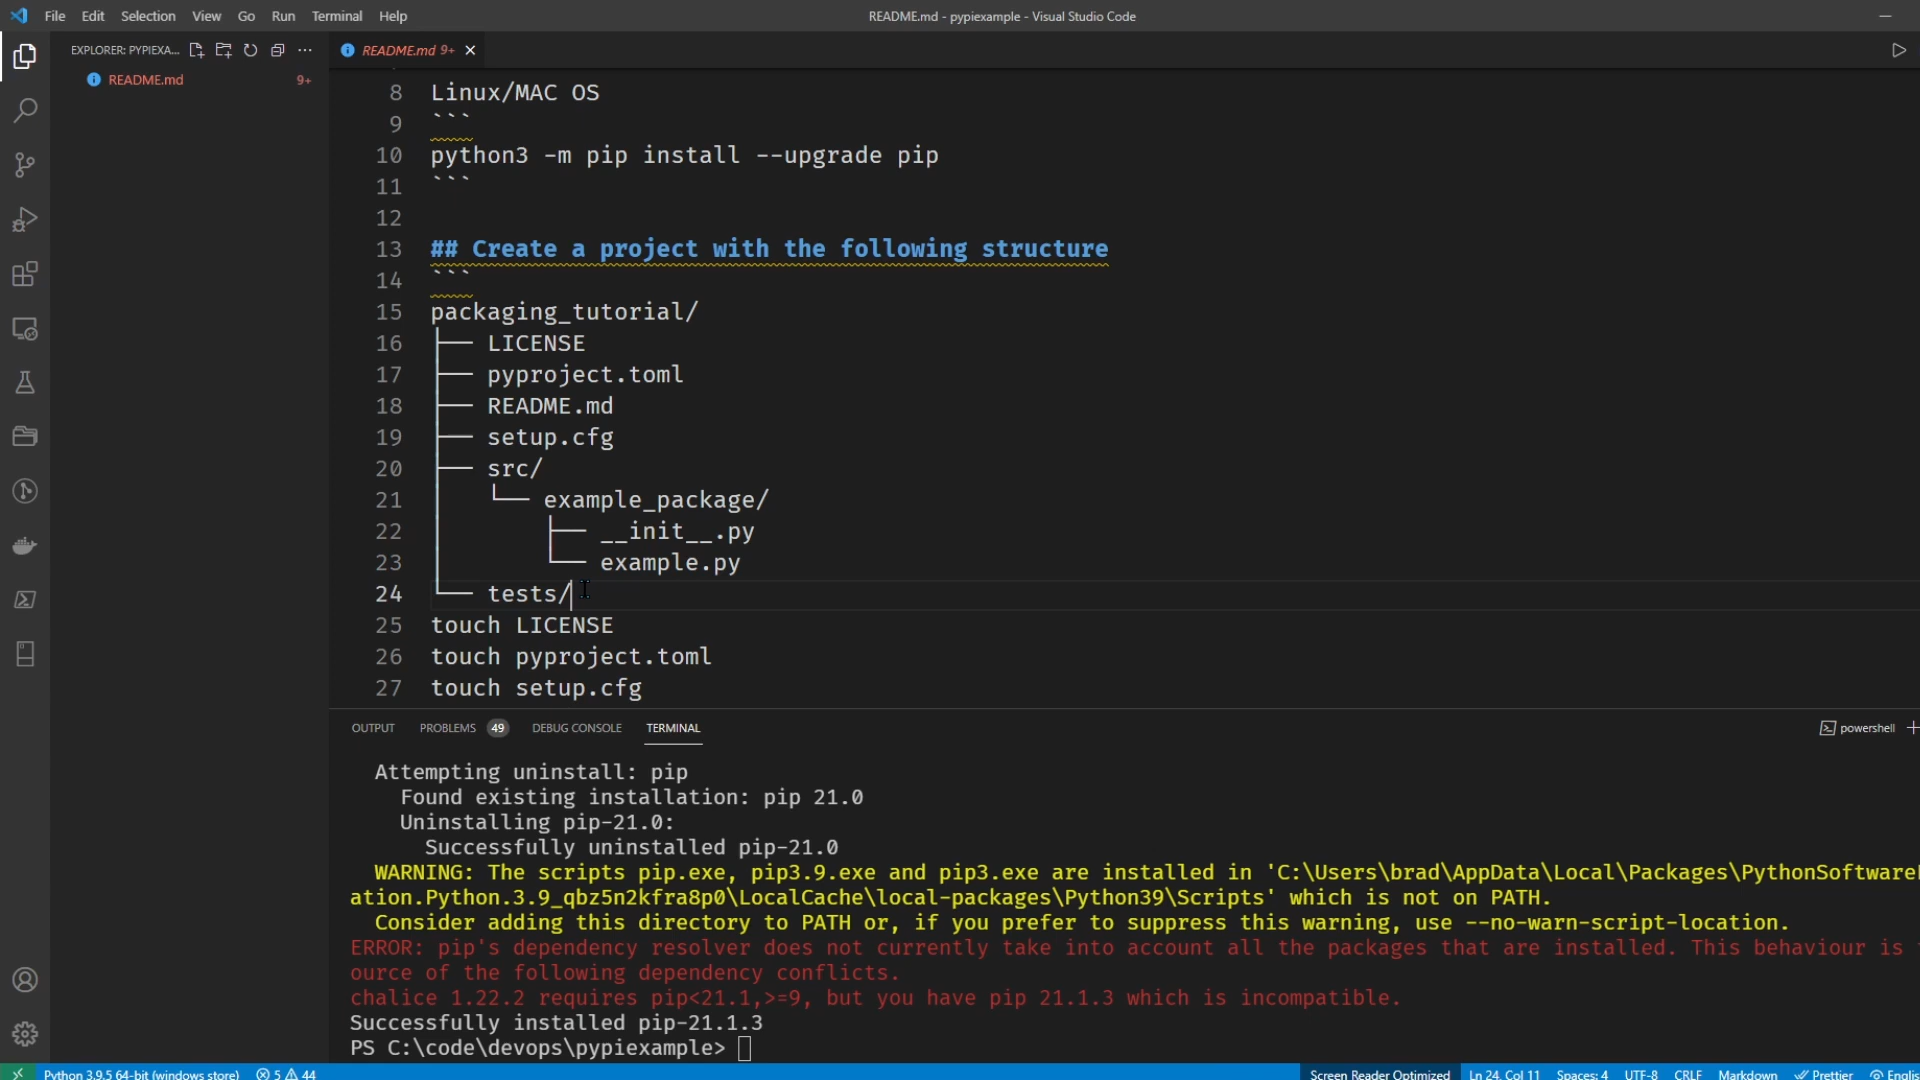 File Edit Selection View Go Run Terminal Help
README.md - pypiexample - Visual Studio Code
EXPLORER: PYPIEXA...
README.md 9+
README.md 9+
8 Linux/MAC OS
9 ```
10 python3 -m pip install --upgrade pip
11 ```
12
13 ## Create a project with the following structure
14 ```
15 packaging_tutorial/
16 ├── LICENSE
17 ├── pyproject.toml
18 ├── README.md
19 ├── setup.cfg
20 ├── src/
21 │   └── example_package/
22 │       ├── __init__.py
23 │       └── example.py
24 └── tests/
25 touch LICENSE
26 touch pyproject.toml
27 touch setup.cfg
OUTPUT PROBLEMS 49 DEBUG CONSOLE TERMINAL
powershell
Attempting uninstall: pip
Found existing installation: pip 21.0
Uninstalling pip-21.0:
Successfully uninstalled pip-21.0
WARNING: The scripts pip.exe, pip3.9.exe and pip3.exe are installed in 'C:\Users\brad\AppData\Local\Packages\PythonSoftware
ation.Python.3.9_qbz5n2kfra8p0\LocalCache\local-packages\Python39\Scripts' which is not on PATH.
Consider adding this directory to PATH or, if you prefer to suppress this warning, use --no-warn-script-location.
ERROR: pip's dependency resolver does not currently take into account all the packages that are installed. This behaviour is
ource of the following dependency conflicts.
chalice 1.22.2 requires pip<21.1,>=9, but you have pip 21.1.3 which is incompatible.
Successfully installed pip-21.1.3
PS C:\code\devops\pypiexample>
Python 3.9.5 64-bit (windows store) 5 44
Screen Reader Optimized Ln 24, Col 11 Spaces: 4 UTF-8 CRLF Markdown Prettier Englis